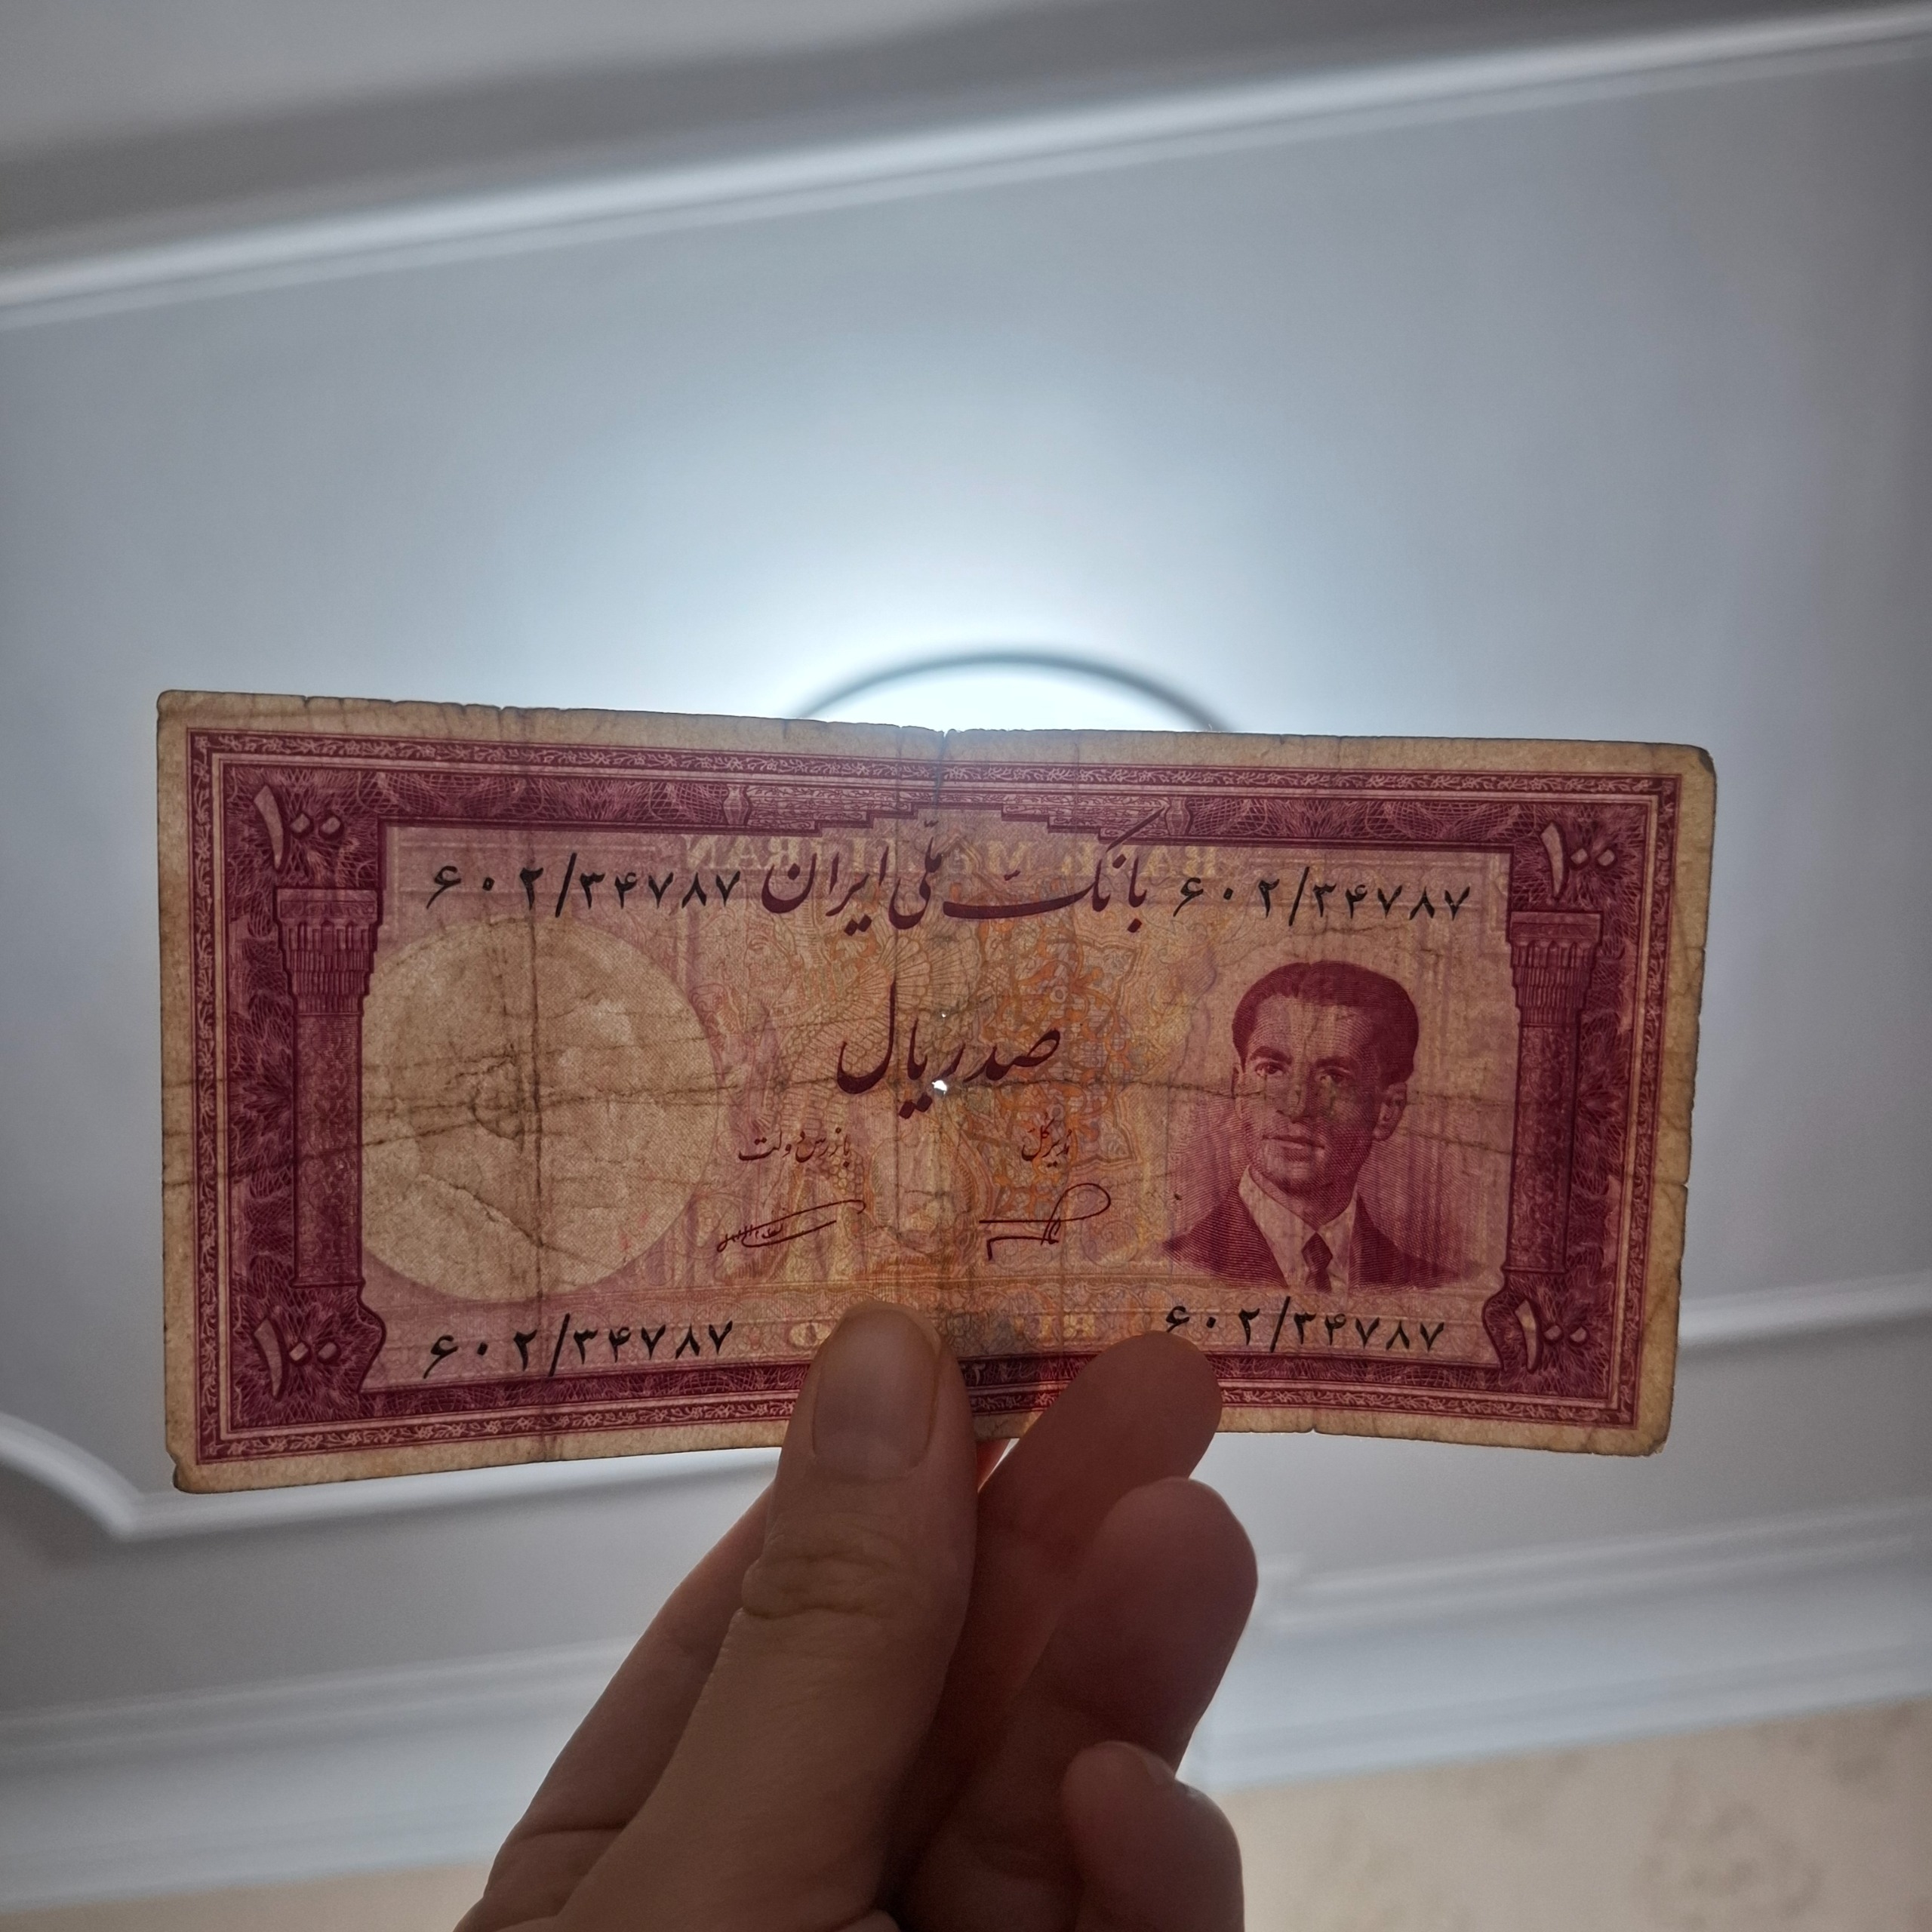 ۱۰۰ ۱۰۰
۶۰۲/۳۴۷۸۷ بانک ملّی ایران ۶۰۲/۳۴۷۸۷
صد ریال
مدیر کل بازرس دولت
۶۰۲/۳۴۷۸۷ ۶۰۲/۳۴۷۸۷
۱۰۰ ۱۰۰